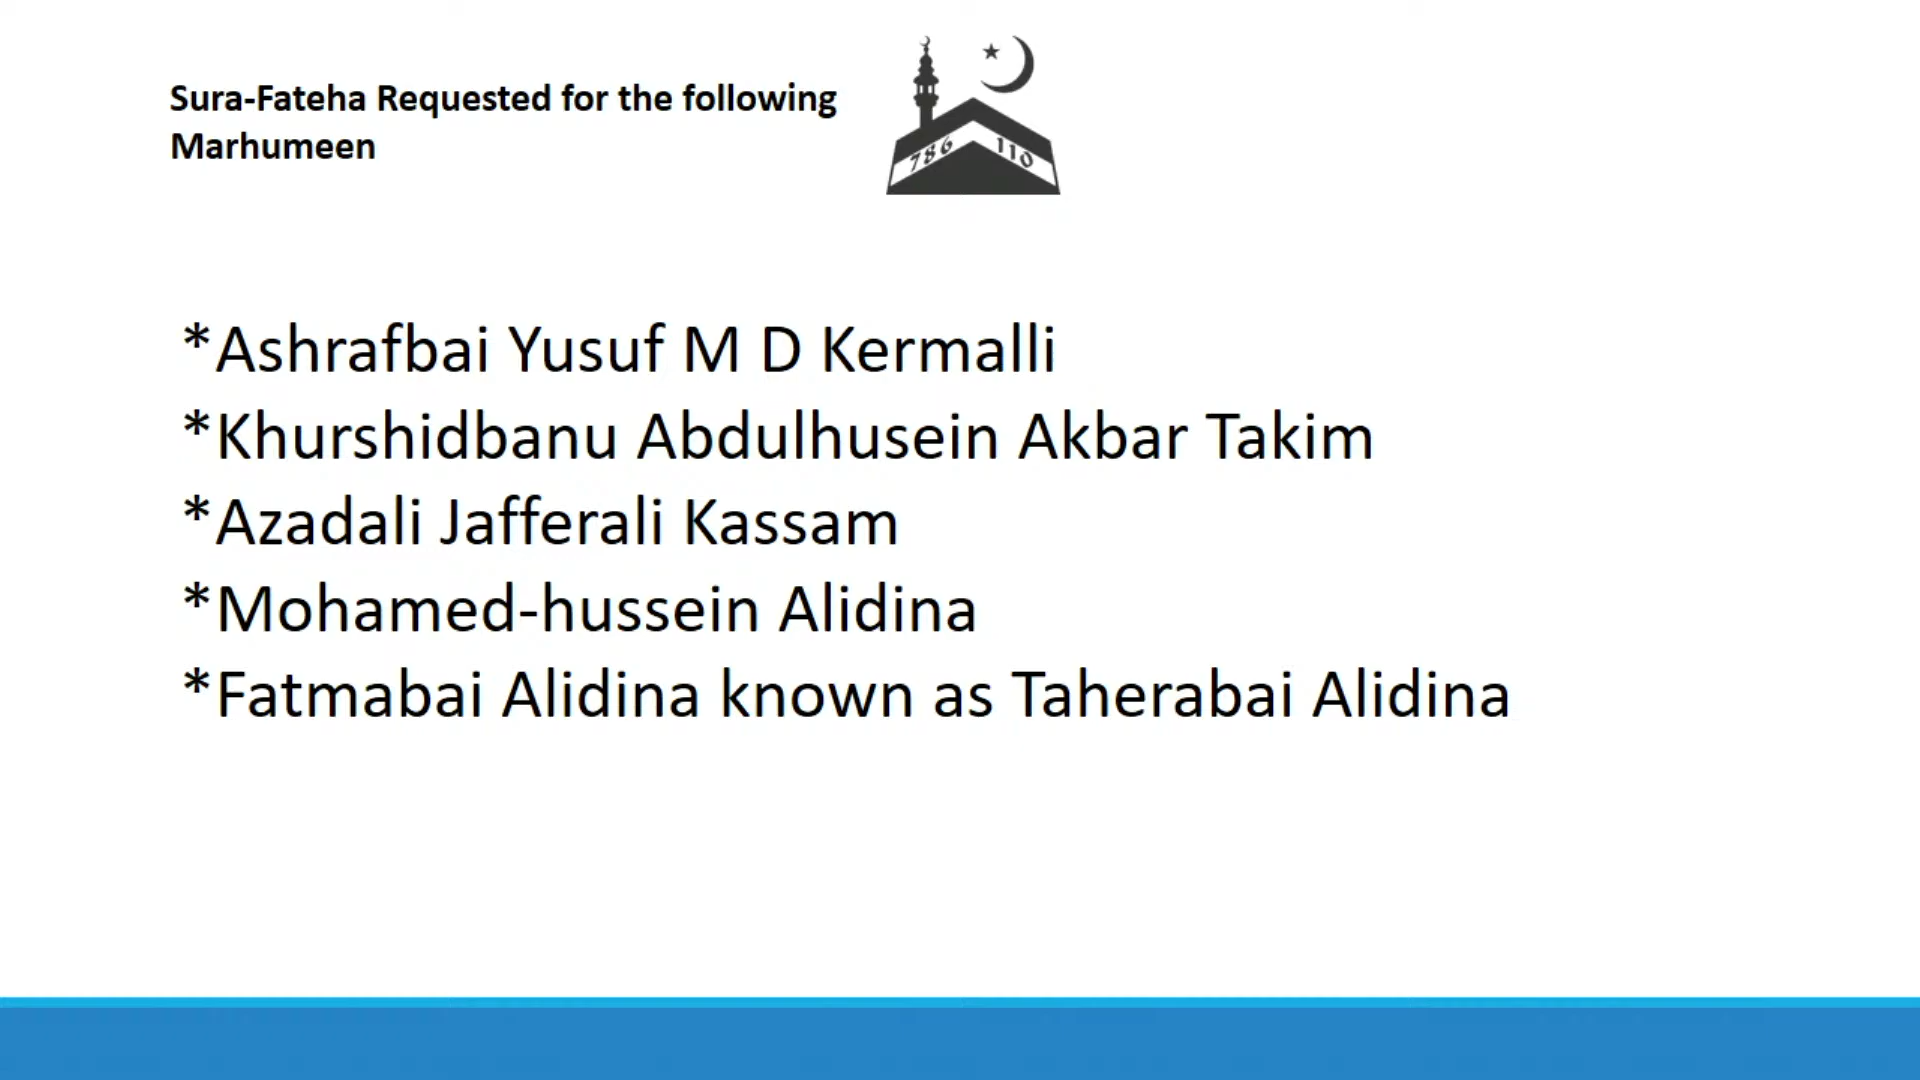 Sura-Fateha Requested for the following
Marhumeen
786 110
*Ashrafbai Yusuf M D Kermalli
*Khurshidbanu Abdulhusein Akbar Takim
*Azadali Jafferali Kassam
*Mohamed-hussein Alidina
*Fatmabai Alidina known as Taherabai Alidina